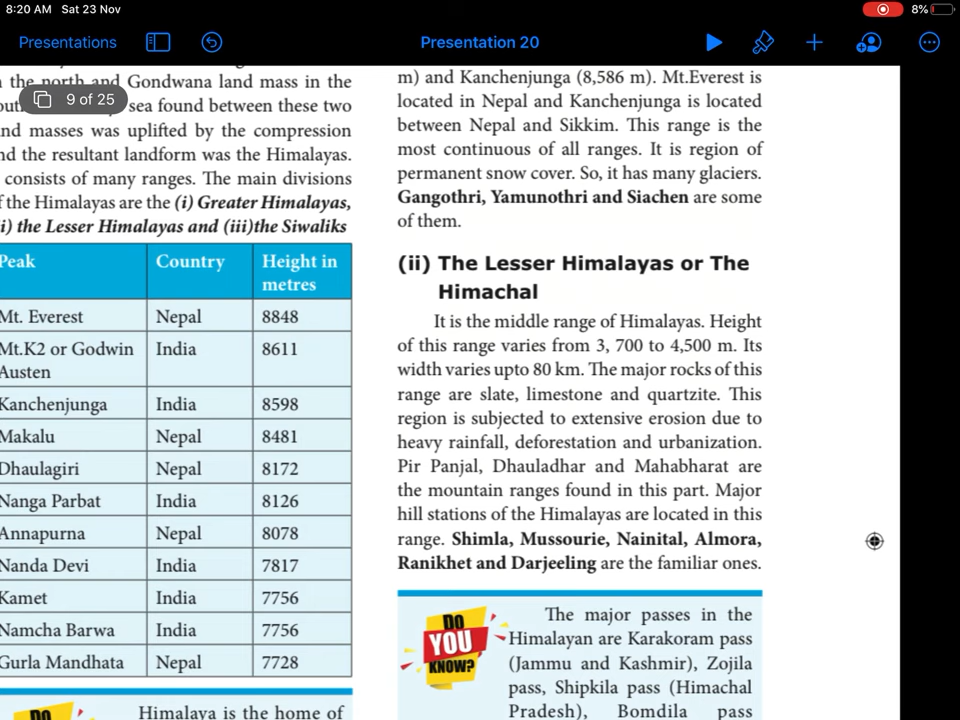 8:20 AM Sat 23 Nov
8%
Presentations
Presentation 20
the north and Gondwana land mass in the
9 of 25
sea found between these two
nd masses was uplifted by the compression
nd the resultant landform was the Himalayas.
consists of many ranges. The main divisions
f the Himalayas are the (i) Greater Himalayas,
i) the Lesser Himalayas and (iii)the Siwaliks
Peak Country Height in metres
Mt. Everest Nepal 8848
Mt.K2 or Godwin Austen India 8611
Kanchenjunga India 8598
Makalu Nepal 8481
Dhaulagiri Nepal 8172
Nanga Parbat India 8126
Annapurna Nepal 8078
Nanda Devi India 7817
Kamet India 7756
Namcha Barwa India 7756
Gurla Mandhata Nepal 7728
DO
Himalaya is the home of
m) and Kanchenjunga (8,586 m). Mt.Everest is
located in Nepal and Kanchenjunga is located
between Nepal and Sikkim. This range is the
most continuous of all ranges. It is region of
permanent snow cover. So, it has many glaciers.
Gangothri, Yamunothri and Siachen are some
of them.
(ii) The Lesser Himalayas or The
Himachal
It is the middle range of Himalayas. Height
of this range varies from 3, 700 to 4,500 m. Its
width varies upto 80 km. The major rocks of this
range are slate, limestone and quartzite. This
region is subjected to extensive erosion due to
heavy rainfall, deforestation and urbanization.
Pir Panjal, Dhauladhar and Mahabharat are
the mountain ranges found in this part. Major
hill stations of the Himalayas are located in this
range. Shimla, Mussourie, Nainital, Almora,
Ranikhet and Darjeeling are the familiar ones.
DO
YOU
KNOW?
The major passes in the
Himalayan are Karakoram pass
(Jammu and Kashmir), Zojila
pass, Shipkila pass (Himachal
Pradesh), Bomdila pass